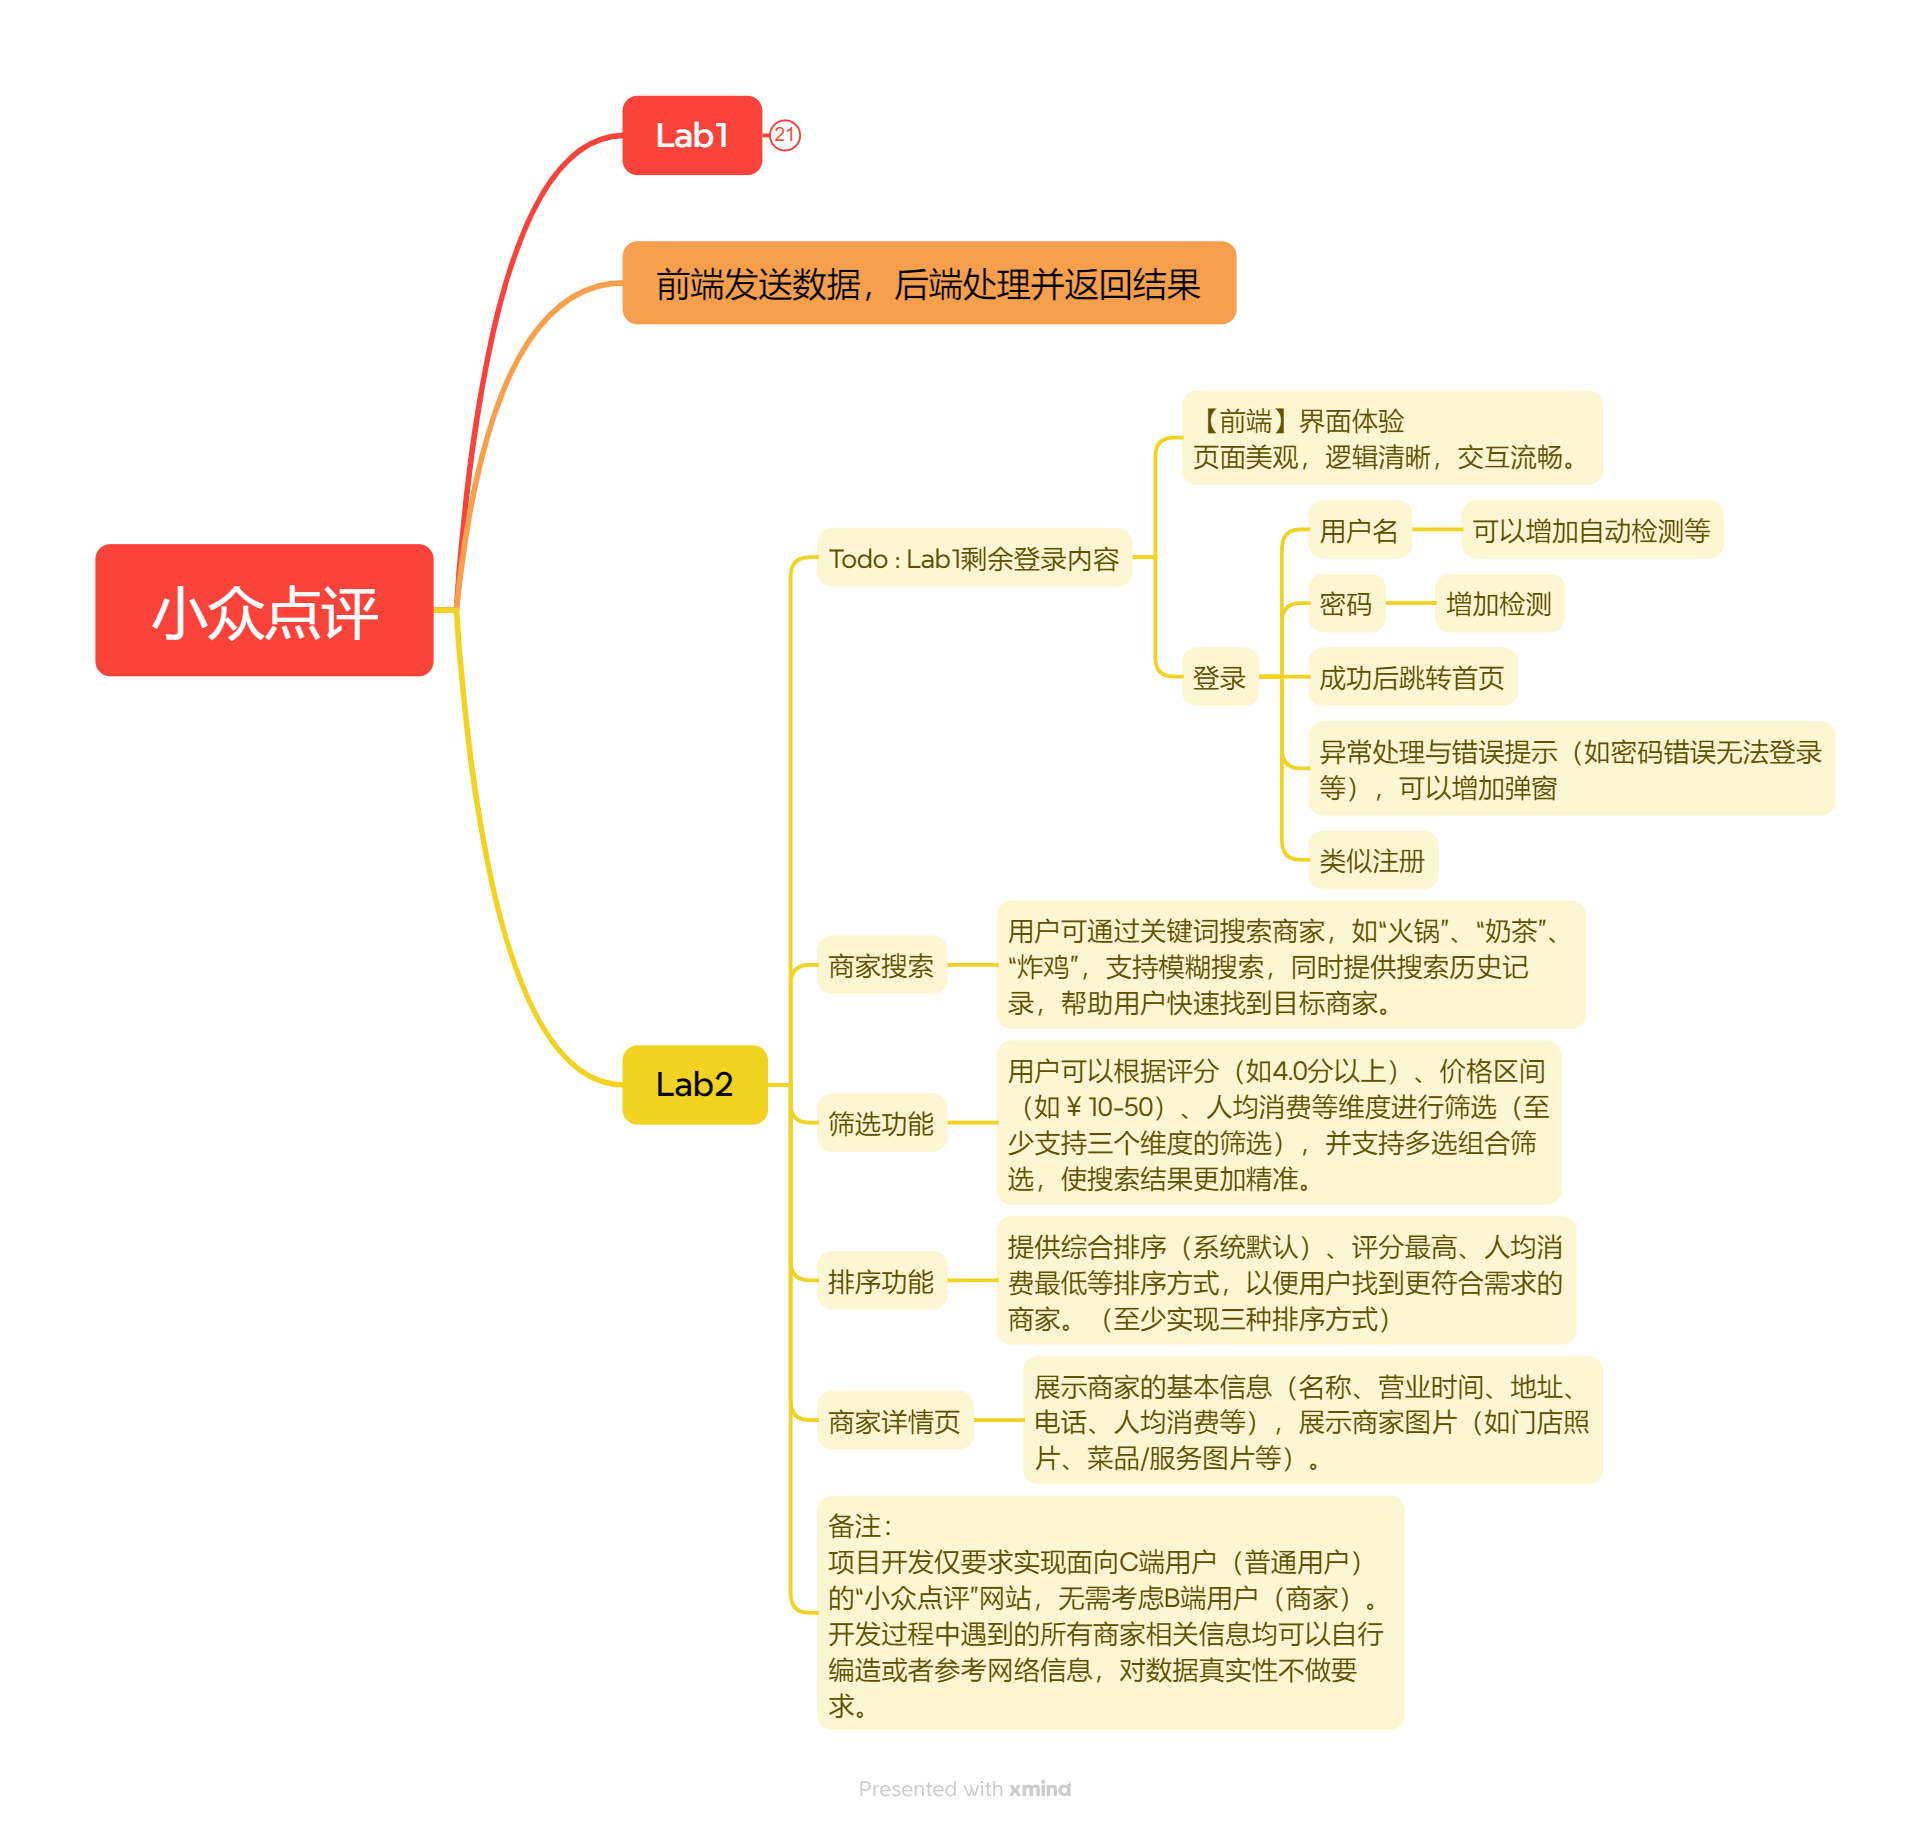 小众点评
Lab1
21
前端发送数据，后端处理并返回结果
Lab2
Todo : Lab1剩余登录内容
【前端】界面体验
页面美观，逻辑清晰，交互流畅。
登录
用户名
可以增加自动检测等
密码
增加检测
成功后跳转首页
异常处理与错误提示（如密码错误无法登录
等），可以增加弹窗
类似注册
商家搜索
用户可通过关键词搜索商家，如“火锅”、“奶茶”、
“炸鸡”，支持模糊搜索，同时提供搜索历史记
录，帮助用户快速找到目标商家。
筛选功能
用户可以根据评分（如4.0分以上）、价格区间
（如￥10-50）、人均消费等维度进行筛选（至
少支持三个维度的筛选），并支持多选组合筛
选，使搜索结果更加精准。
排序功能
提供综合排序（系统默认）、评分最高、人均消
费最低等排序方式，以便用户找到更符合需求的
商家。（至少实现三种排序方式）
商家详情页
展示商家的基本信息（名称、营业时间、地址、
电话、人均消费等），展示商家图片（如门店照
片、菜品/服务图片等）。
备注：
项目开发仅要求实现面向C端用户（普通用户）
的“小众点评”网站，无需考虑B端用户（商家）。
开发过程中遇到的所有商家相关信息均可以自行
编造或者参考网络信息，对数据真实性不做要
求。
Presented with xmind